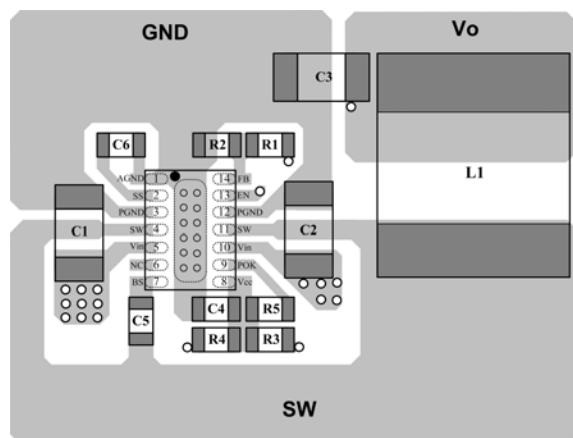 GND
Vo
C3
C6
R2
R1
L1
AGND 1
14 FB
SS 2
13 EN
PGND 3
12 PGND
C1
SW 4
11 SW
C2
Vin 5
10 Vin
NC 6
9 POK
BS 7
8 Vcc
C5
C4
R5
R4
R3
SW